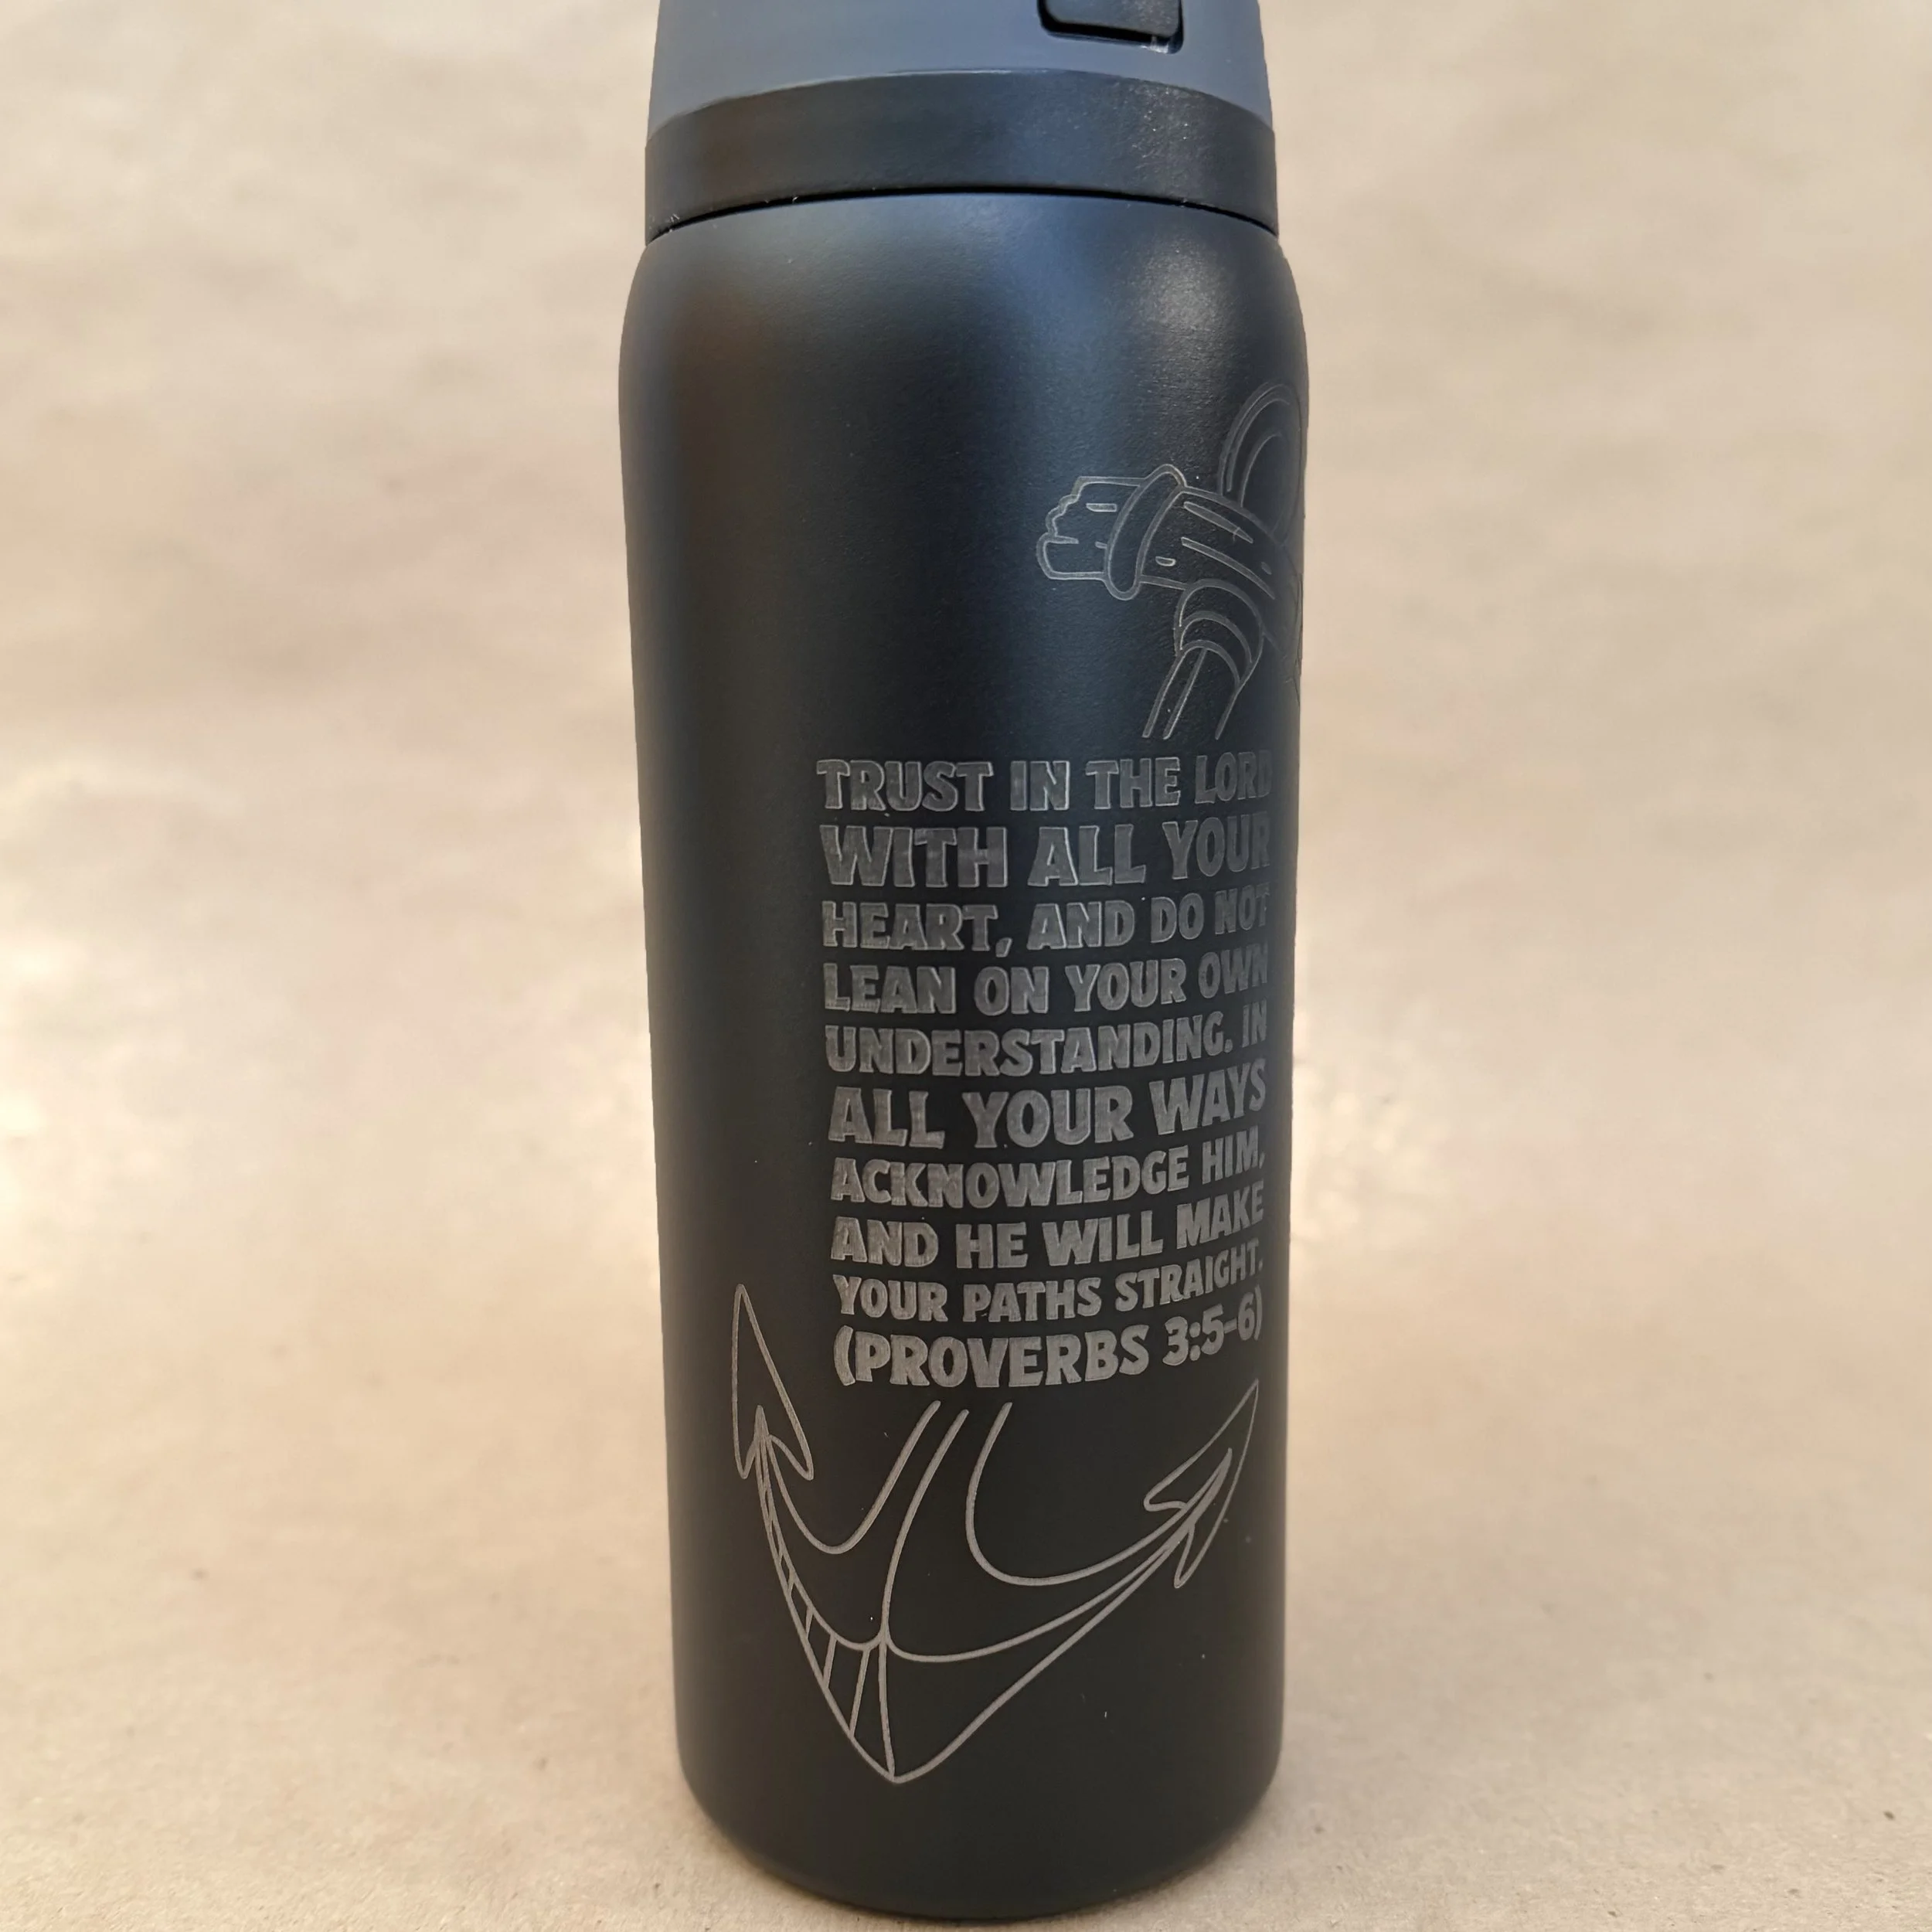 TRUST IN THE LORD
WITH ALL YOUR
HEART, AND DO NOT
LEAN ON YOUR OWN
UNDERSTANDING. IN
ALL YOUR WAYS
ACKNOWLEDGE HIM,
AND HE WILL MAKE
YOUR PATHS STRAIGHT.
(PROVERBS 3:5-6)